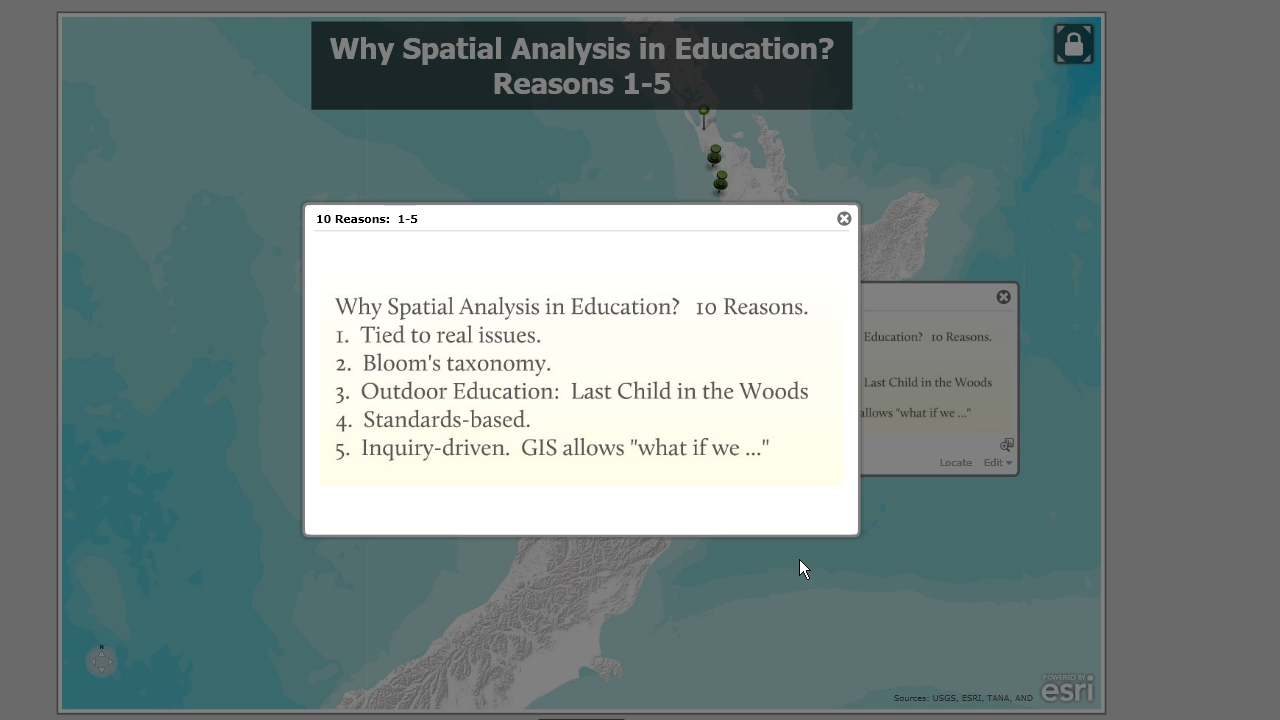 Why Spatial Analysis in Education?
Reasons 1-5
10 Reasons:  1-5
Why Spatial Analysis in Education?   10 Reasons.
1.  Tied to real issues.
2.  Bloom's taxonomy.
3.  Outdoor Education:  Last Child in the Woods
4.  Standards-based.
5.  Inquiry-driven.  GIS allows "what if we ..."
Education?   10 Reasons.
Last Child in the Woods
allows "what if we ..."
Locate   Edit
N
Sources: USGS, ESRI, TANA, AND
POWERED BY
esri